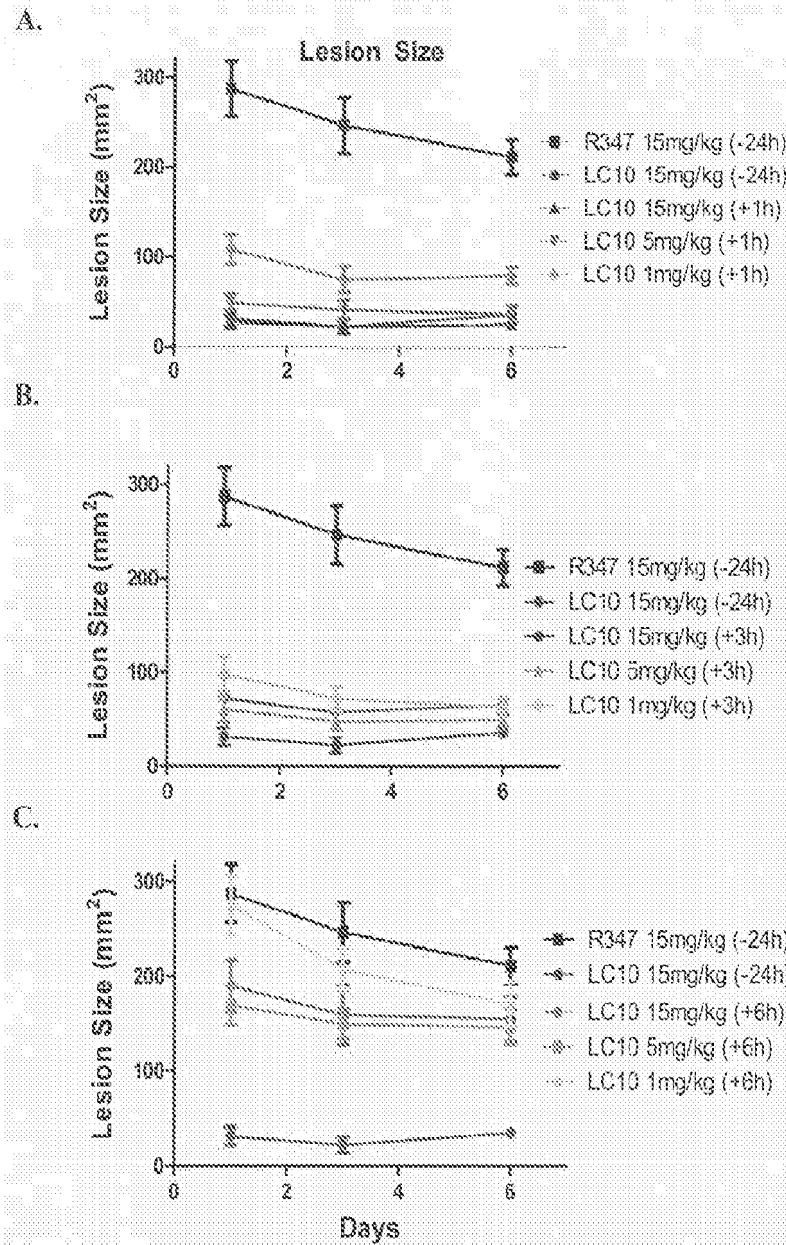 A.
Lesion Size
Lesion Size (mm²)
300
200
100
0
0 2 4 6
R347 15mg/kg (-24h)
LC10 15mg/kg (-24h)
LC10 15mg/kg (+1h)
LC10 5mg/kg (+1h)
LC10 1mg/kg (+1h)
B.
Lesion Size (mm²)
300
200
100
0
0 2 4 6
R347 15mg/kg (-24h)
LC10 15mg/kg (-24h)
LC10 15mg/kg (+3h)
LC10 5mg/kg (+3h)
LC10 1mg/kg (+3h)
C.
Lesion Size (mm²)
300
200
100
0
0 2 4 6
Days
R347 15mg/kg (-24h)
LC10 15mg/kg (-24h)
LC10 15mg/kg (+6h)
LC10 5mg/kg (+6h)
LC10 1mg/kg (+6h)